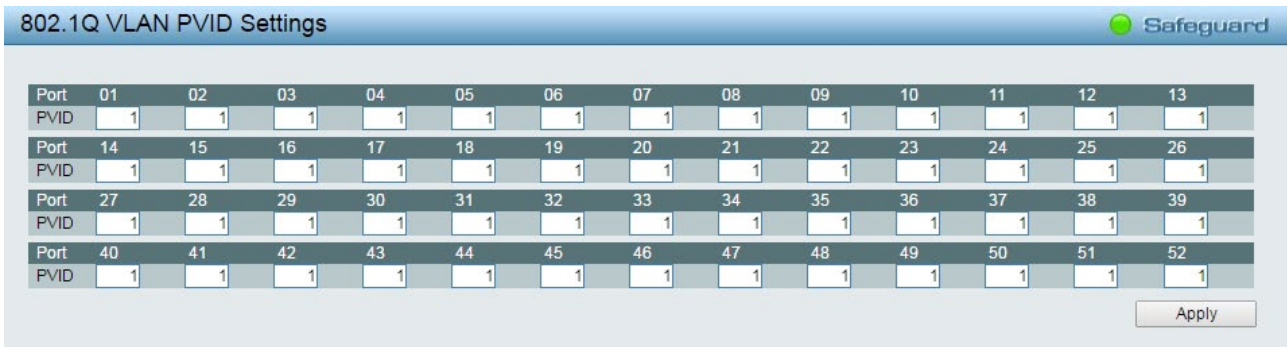 802.1Q VLAN PVID Settings Safeguard
Port 01 02 03 04 05 06 07 08 09 10 11 12 13
PVID 1 1 1 1 1 1 1 1 1 1 1 1 1
Port 14 15 16 17 18 19 20 21 22 23 24 25 26
PVID 1 1 1 1 1 1 1 1 1 1 1 1 1
Port 27 28 29 30 31 32 33 34 35 36 37 38 39
PVID 1 1 1 1 1 1 1 1 1 1 1 1 1
Port 40 41 42 43 44 45 46 47 48 49 50 51 52
PVID 1 1 1 1 1 1 1 1 1 1 1 1 1
Apply